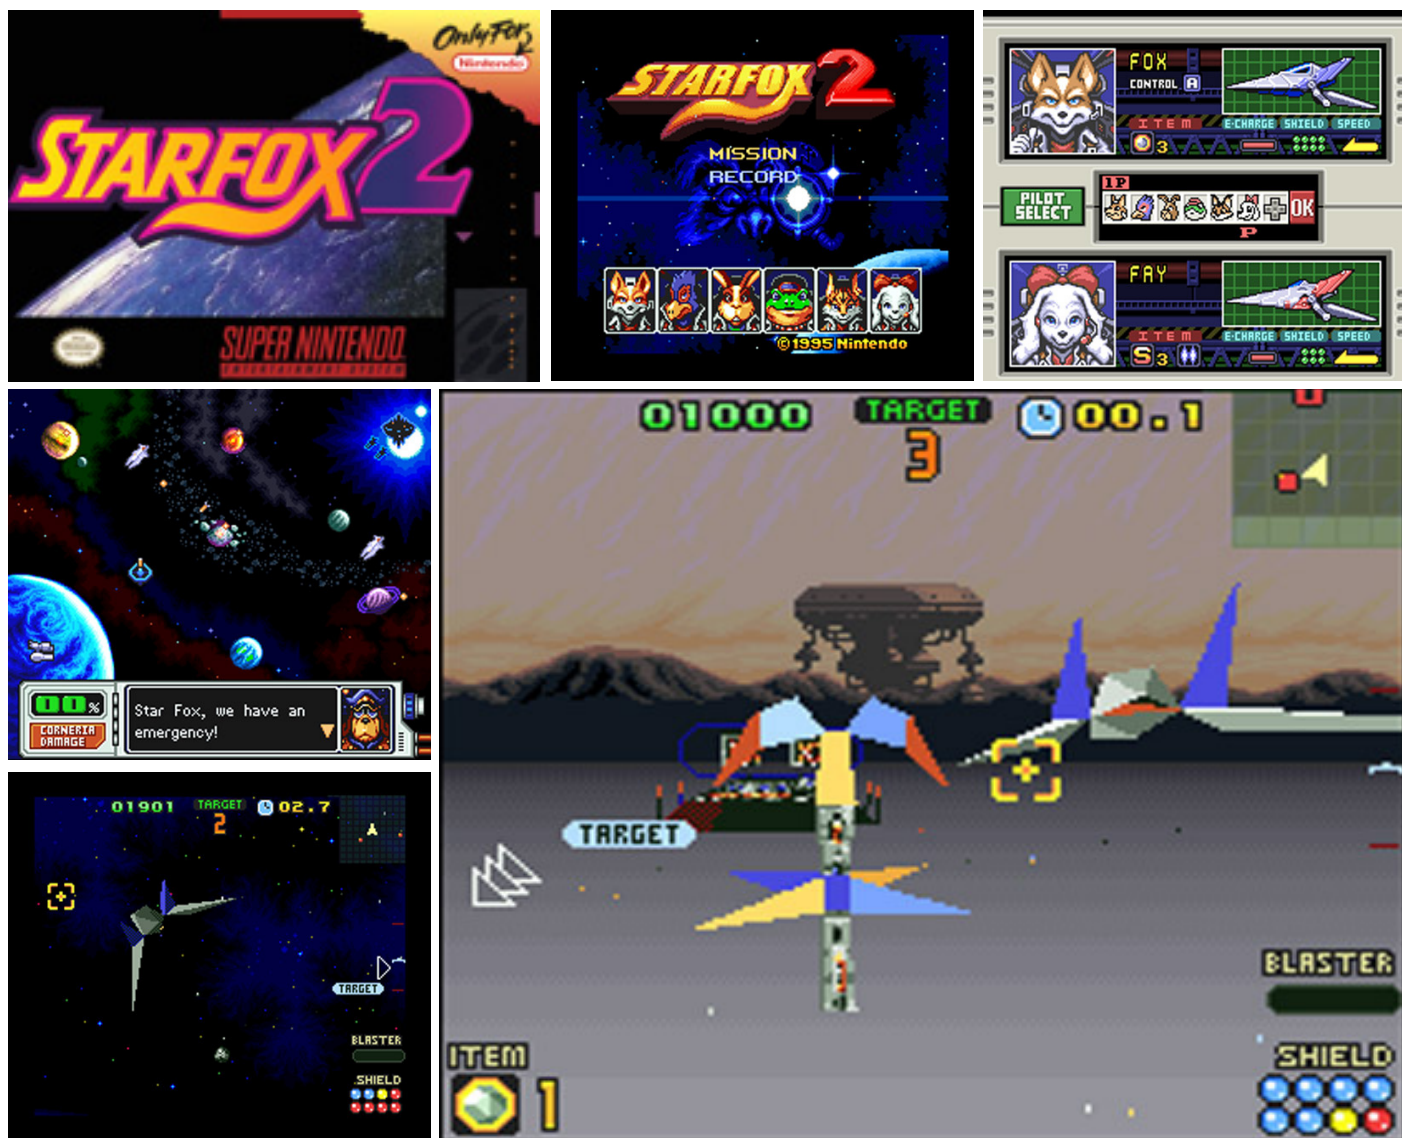 Only For
Nintendo
STARFOX 2
SUPER NINTENDO
ENTERTAINMENT SYSTEM
STARFOX 2
MISSION
RECORD
©1995 Nintendo
FOX
CONTROL A
ITEM E·CHARGE SHIELD SPEED
3
1P
PILOT
SELECT
OK
P
FAY
ITEM E·CHARGE SHIELD SPEED
S 3
00%
CORNERIA
DAMAGE
Star Fox, we have an
emergency!
01901 TARGET 02.7
2
TARGET
BLASTER
SHIELD
01000 TARGET 00.1
3
TARGET
BLASTER
ITEM
1
SHIELD